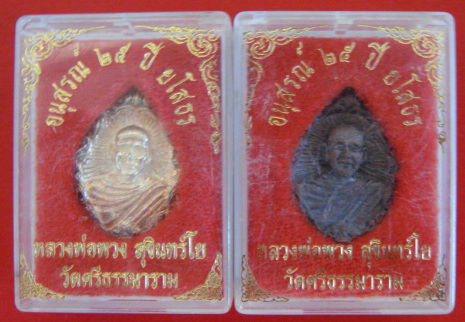 อนุสรณ์ ๒๕ ปี ยโสธร
หลวงพ่อพวง สุจินทร์โย
วัดศรีธรรมาราม
อนุสรณ์ ๒๕ ปี ยโสธร
หลวงพ่อพวง สุจินทร์โย
วัดศรีธรรมาราม